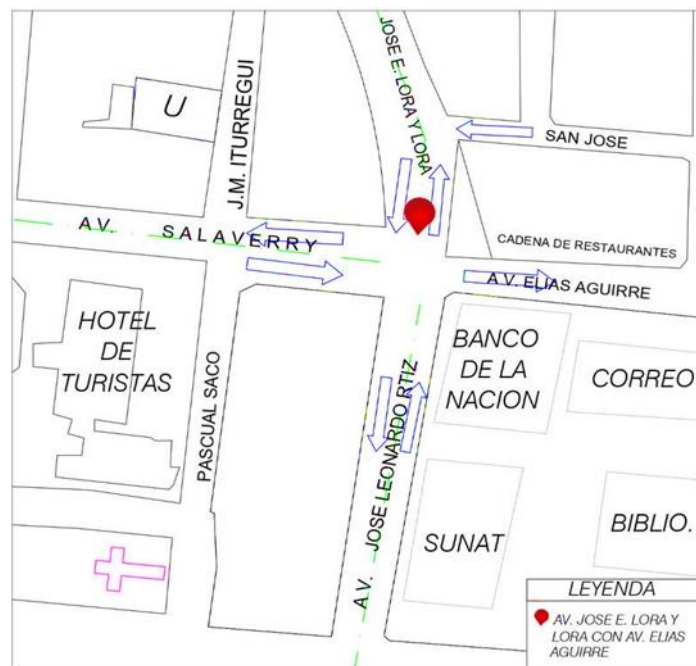 JOSE E. LORA Y LORA
U
J.M. ITURREGUI
SAN JOSE
AV. SALAVERRY
CADENA DE RESTAURANTES
AV. ELIAS AGUIRRE
HOTEL
DE
TURISTAS
PASCUAL SACO
BANCO
DE LA
NACION
CORREO
AV. JOSE LEONARDO RTIZ
SUNAT
BIBLIO.
LEYENDA
AV. JOSE E. LORA Y
LORA CON AV. ELIAS
AGUIRRE